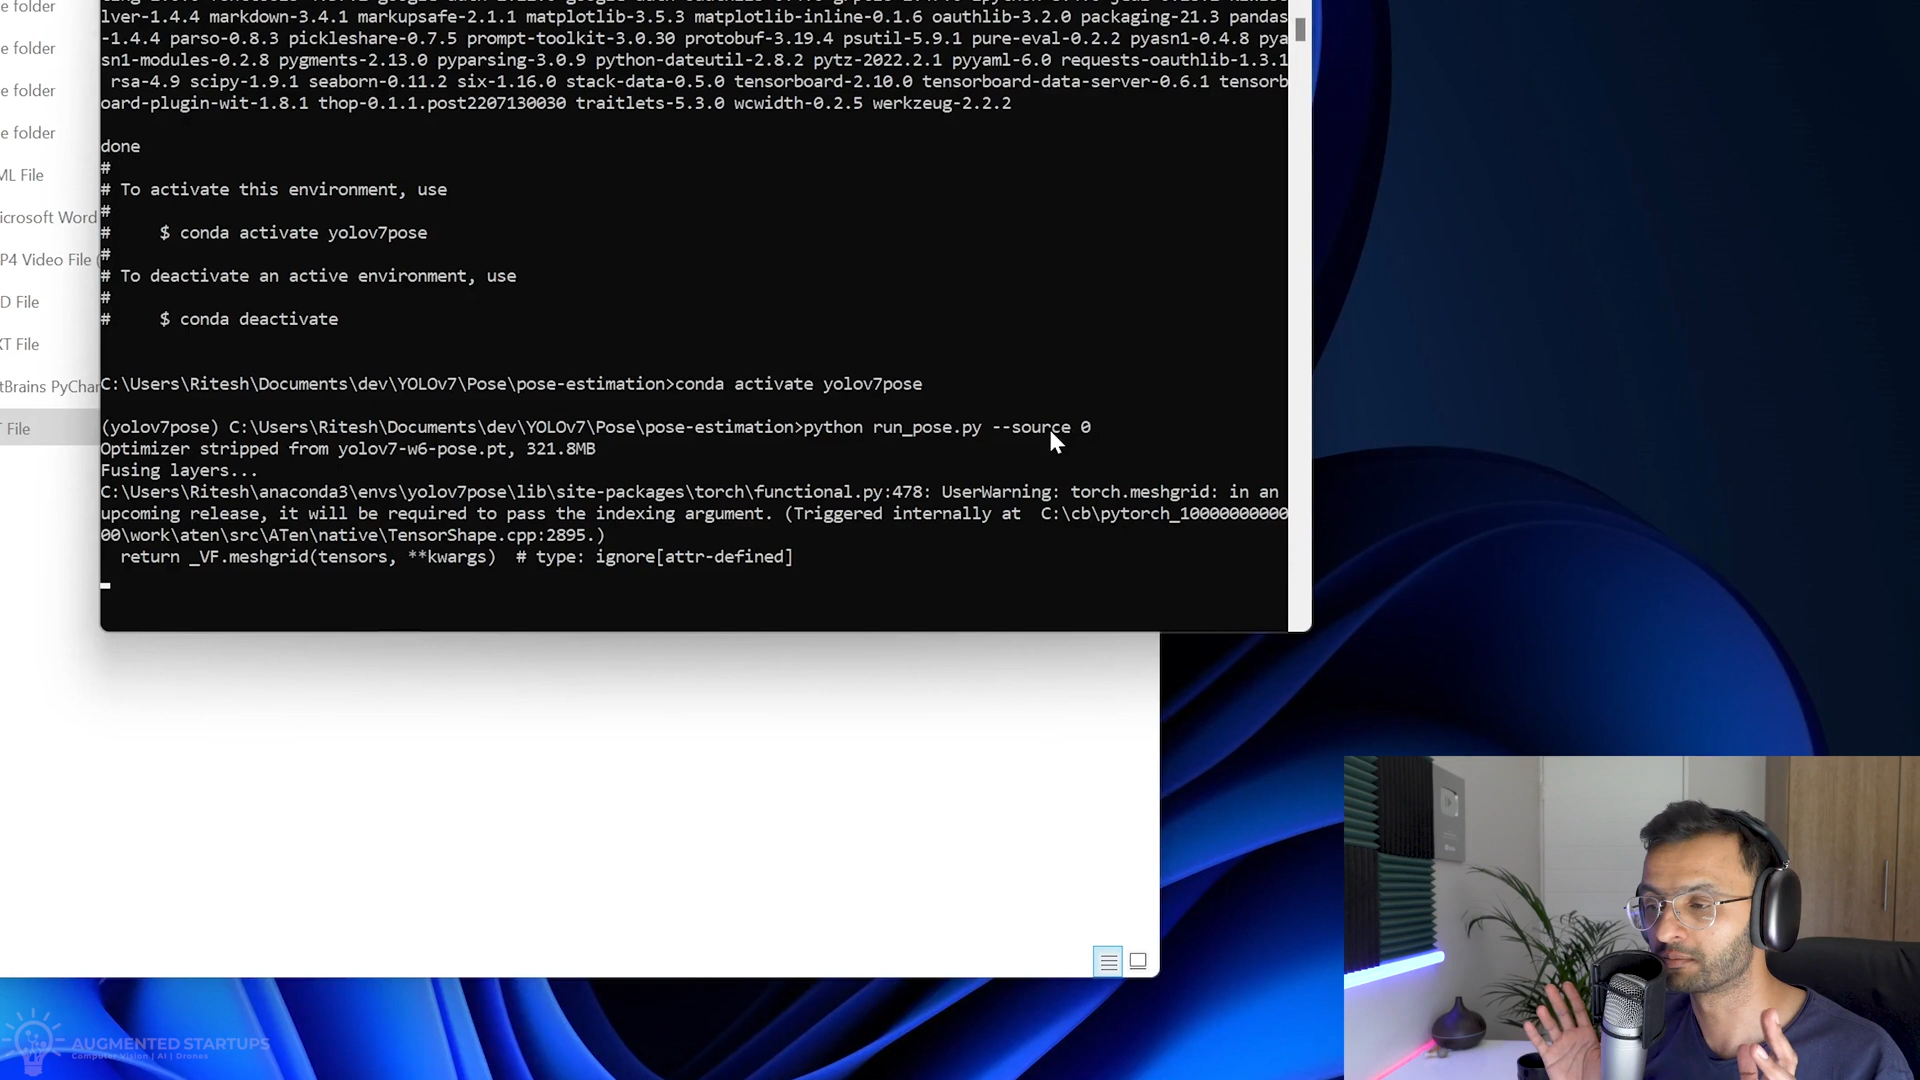 e folder
e folder
e folder
e folder
ML File
icrosoft Word
P4 Video File (
D File
XT File
tBrains PyChar
T File
lver-1.4.4 markdown-3.4.1 markupsafe-2.1.1 matplotlib-3.5.3 matplotlib-inline-0.1.6 oauthlib-3.2.0 packaging-21.3 pandas
-1.4.4 parso-0.8.3 pickleshare-0.7.5 prompt-toolkit-3.0.30 protobuf-3.19.4 psutil-5.9.1 pure-eval-0.2.2 pyasn1-0.4.8 pya
sn1-modules-0.2.8 pygments-2.13.0 pyparsing-3.0.9 python-dateutil-2.8.2 pytz-2022.2.1 pyyaml-6.0 requests-oauthlib-1.3.1
rsa-4.9 scipy-1.9.1 seaborn-0.11.2 six-1.16.0 stack-data-0.5.0 tensorboard-2.10.0 tensorboard-data-server-0.6.1 tensorb
oard-plugin-wit-1.8.1 thop-0.1.1.post2207130030 traitlets-5.3.0 wcwidth-0.2.5 werkzeug-2.2.2
done
#
# To activate this environment, use
#
#     $ conda activate yolov7pose
#
# To deactivate an active environment, use
#
#     $ conda deactivate
C:\Users\Ritesh\Documents\dev\YOLOv7\Pose\pose-estimation>conda activate yolov7pose
(yolov7pose) C:\Users\Ritesh\Documents\dev\YOLOv7\Pose\pose-estimation>python run_pose.py --source 0
Optimizer stripped from yolov7-w6-pose.pt, 321.8MB
Fusing layers...
C:\Users\Ritesh\anaconda3\envs\yolov7pose\lib\site-packages\torch\functional.py:478: UserWarning: torch.meshgrid: in an
upcoming release, it will be required to pass the indexing argument. (Triggered internally at  C:\cb\pytorch_10000000000
00\work\aten\src\ATen\native\TensorShape.cpp:2895.)
  return _VF.meshgrid(tensors, **kwargs)  # type: ignore[attr-defined]
AUGMENTED STARTUPS
Computer Vision | AI | Drones